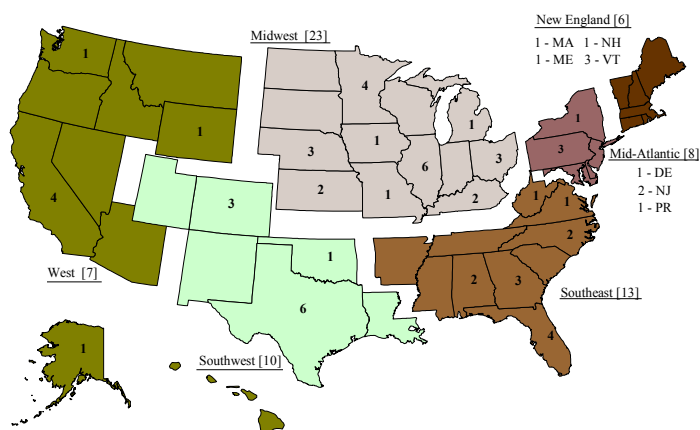 New England [6]
1 - MA 1 - NH
1 - ME 3 - VT
Midwest [23]
1
4
1
1
1
3
Mid-Atlantic [8]
1 - DE
2 - NJ
1 - PR
3
1
6
3
2
1
2
4
3
1
1
2
West [7]
1
2
3
Southeast [13]
6
4
Southwest [10]
1